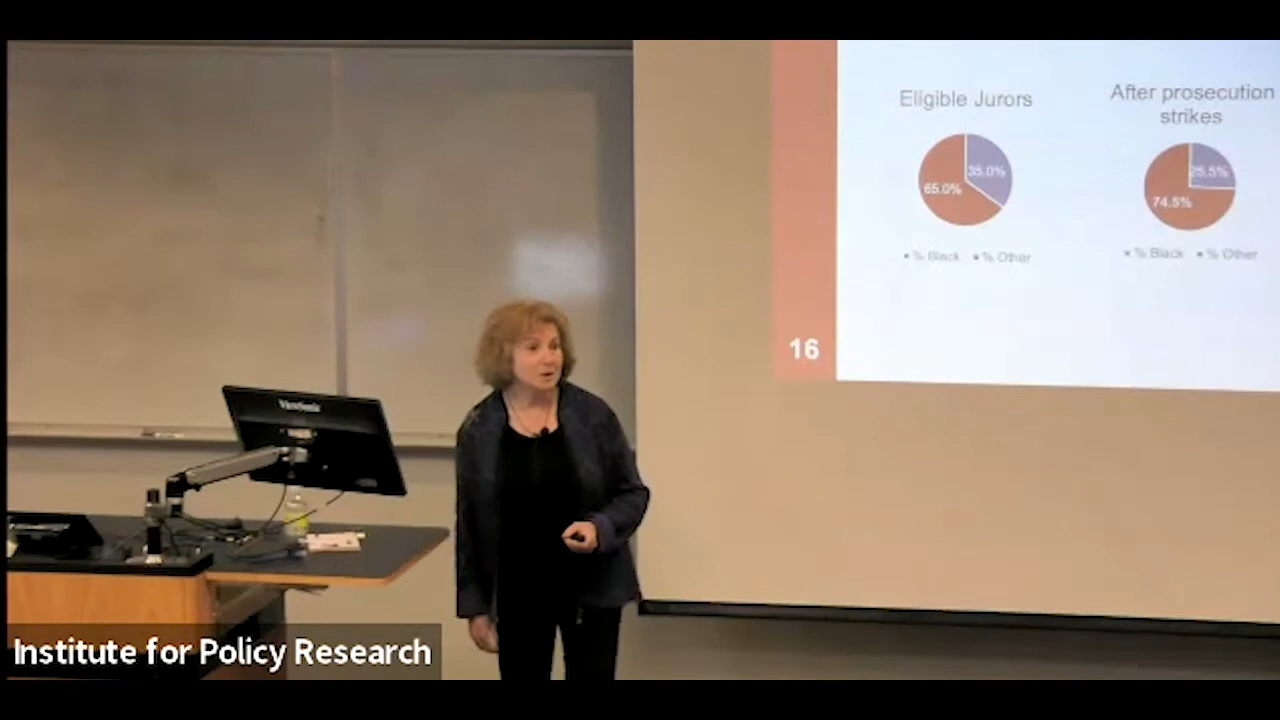 Eligible Jurors
After prosecution
strikes
35.0%
65.0%
25.5%
74.5%
% Black % Other
% Black % Other
16
ViewSonic
Institute for Policy Research